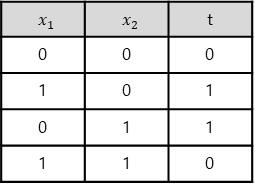 x₁ x₂ t
0 0 0
1 0 1
0 1 1
1 1 0